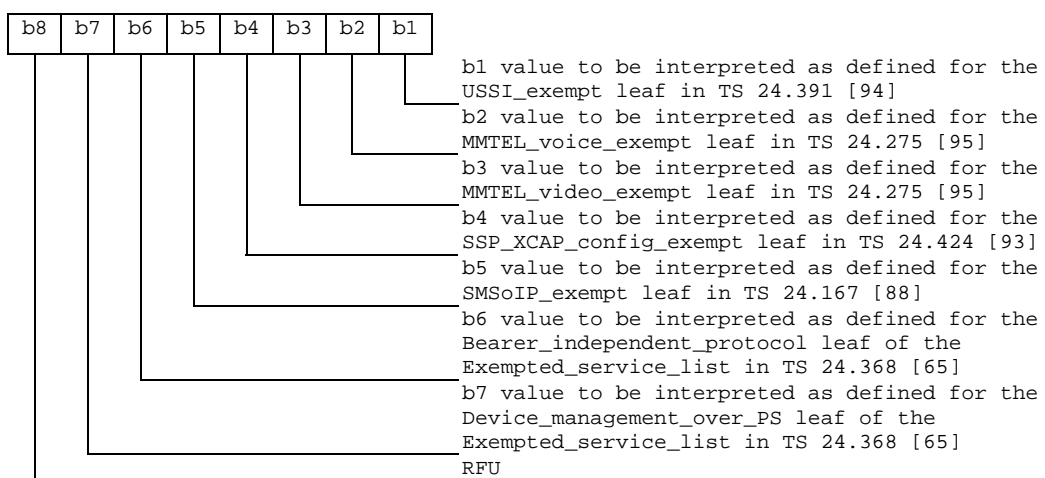 b8 b7 b6 b5 b4 b3 b2 b1
b1 value to be interpreted as defined for the
USSI_exempt leaf in TS 24.391 [94]
b2 value to be interpreted as defined for the
MMTEL_voice_exempt leaf in TS 24.275 [95]
b3 value to be interpreted as defined for the
MMTEL_video_exempt leaf in TS 24.275 [95]
b4 value to be interpreted as defined for the
SSP_XCAP_config_exempt leaf in TS 24.424 [93]
b5 value to be interpreted as defined for the
SMSoIP_exempt leaf in TS 24.167 [88]
b6 value to be interpreted as defined for the
Bearer_independent_protocol leaf of the
Exempted_service_list in TS 24.368 [65]
b7 value to be interpreted as defined for the
Device_management_over_PS leaf of the
Exempted_service_list in TS 24.368 [65]
RFU